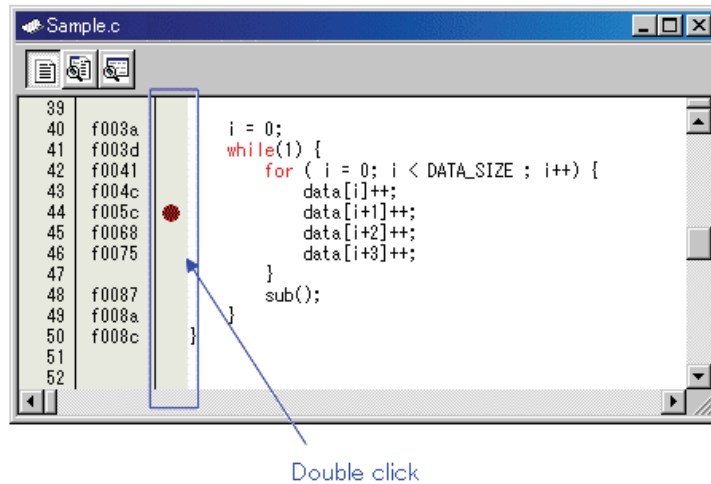 Sample.c
39
40 f003a i = 0;
41 f003d while(1) {
42 f0041 for ( i = 0; i < DATA_SIZE ; i++) {
43 f004c data[i]++;
44 f005c data[i+1]++;
45 f0068 data[i+2]++;
46 f0075 data[i+3]++;
47 }
48 f0087 sub();
49 f008a }
50 f008c }
51
52
Double click